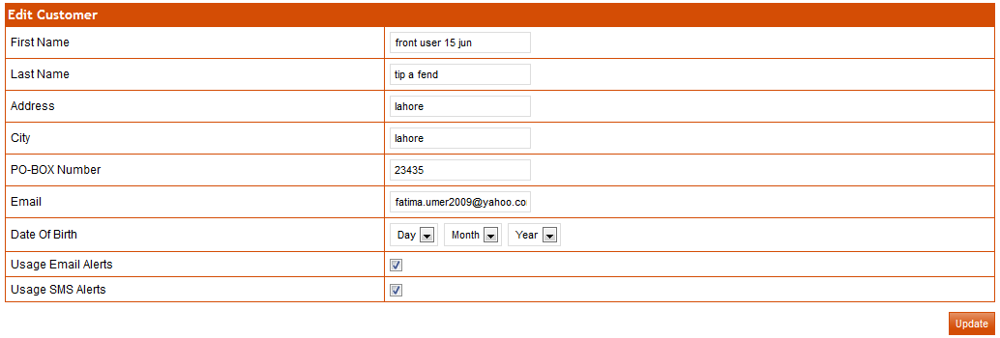 Edit Customer
First Name front user 15 jun
Last Name tip a fend
Address lahore
City lahore
PO-BOX Number 23435
Email fatima.umer2009@yahoo.co
Date Of Birth Day Month Year
Usage Email Alerts
Usage SMS Alerts
Update